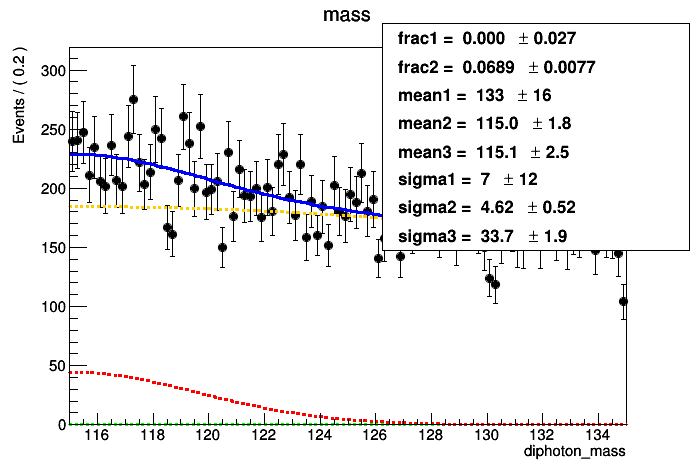 mass
frac1 = 0.000 ± 0.027
frac2 = 0.0689 ± 0.0077
mean1 = 133 ± 16
mean2 = 115.0 ± 1.8
mean3 = 115.1 ± 2.5
sigma1 = 7 ± 12
sigma2 = 4.62 ± 0.52
sigma3 = 33.7 ± 1.9
Events / ( 0.2 )
300
250
200
150
100
50
0
116 118 120 122 124 126 128 130 132 134
diphoton_mass